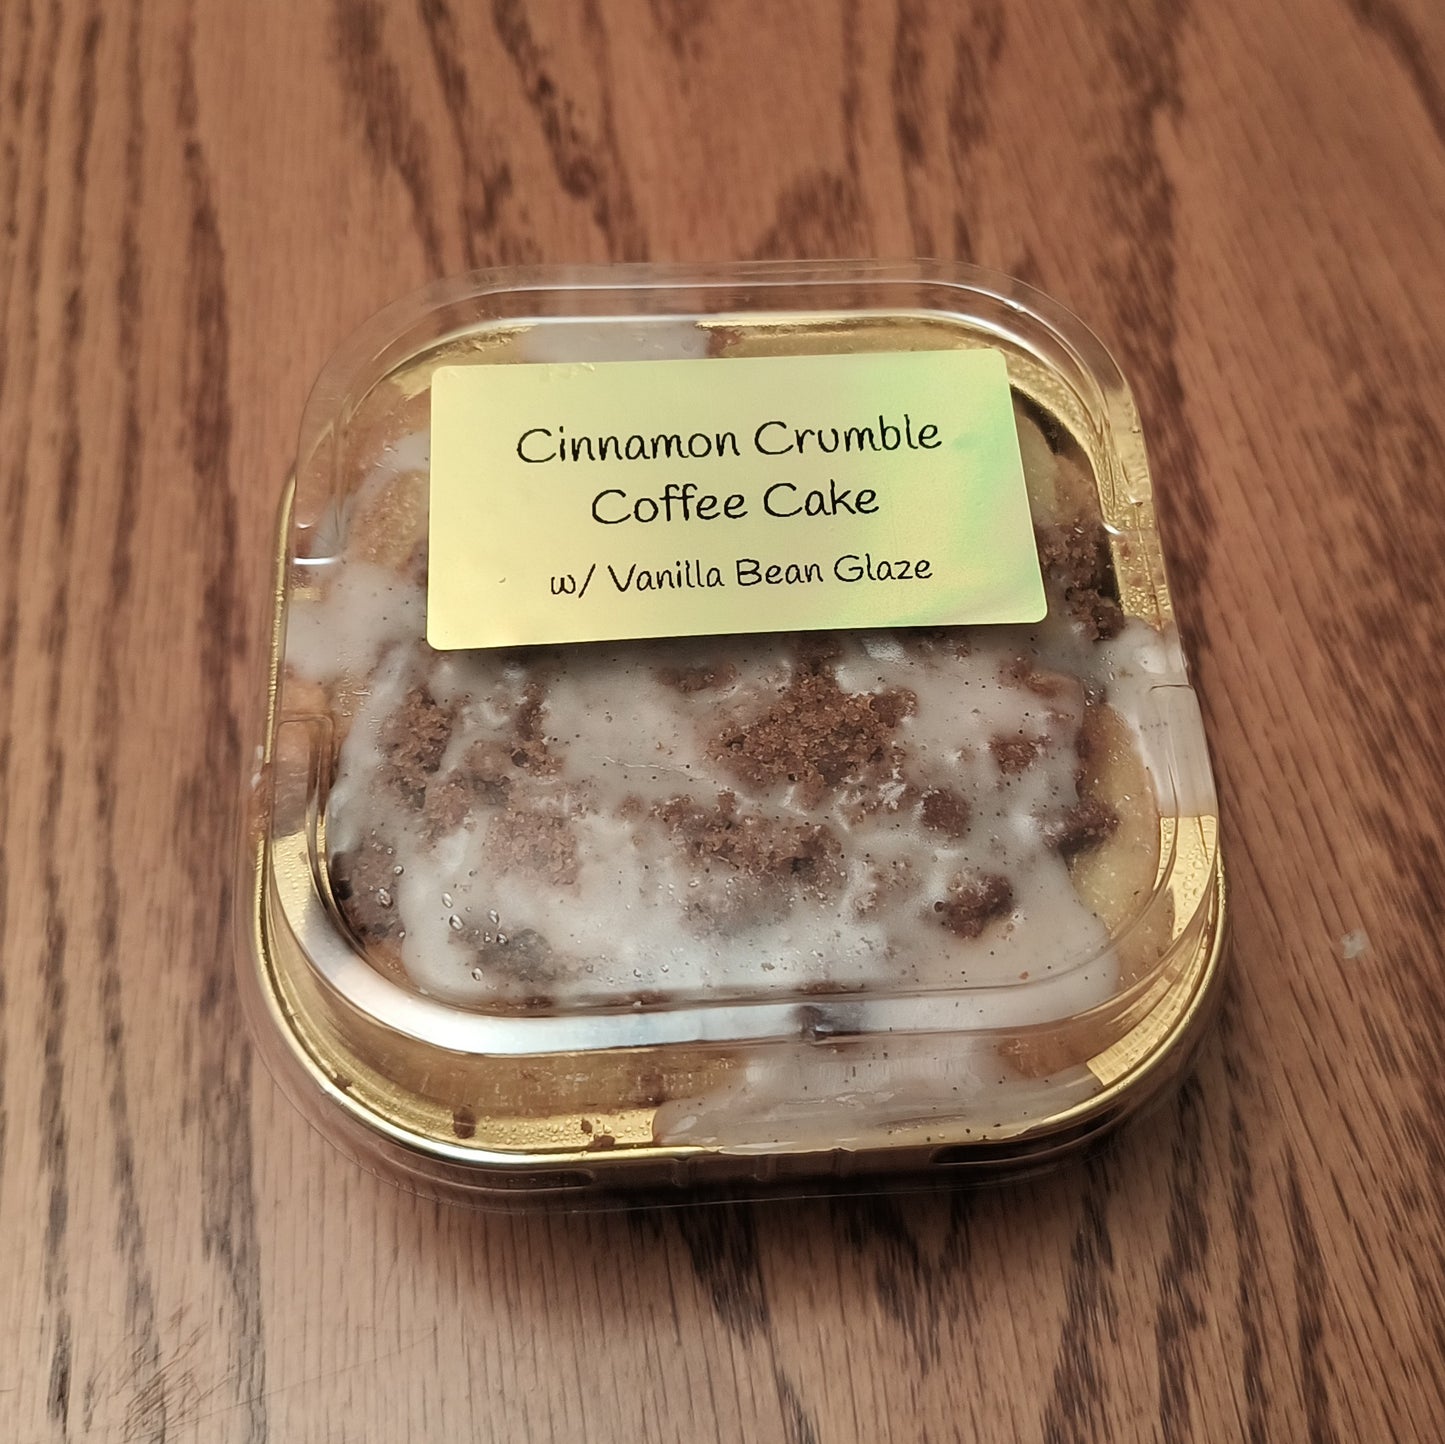 Cinnamon Crumble
Coffee Cake
w/ Vanilla Bean Glaze